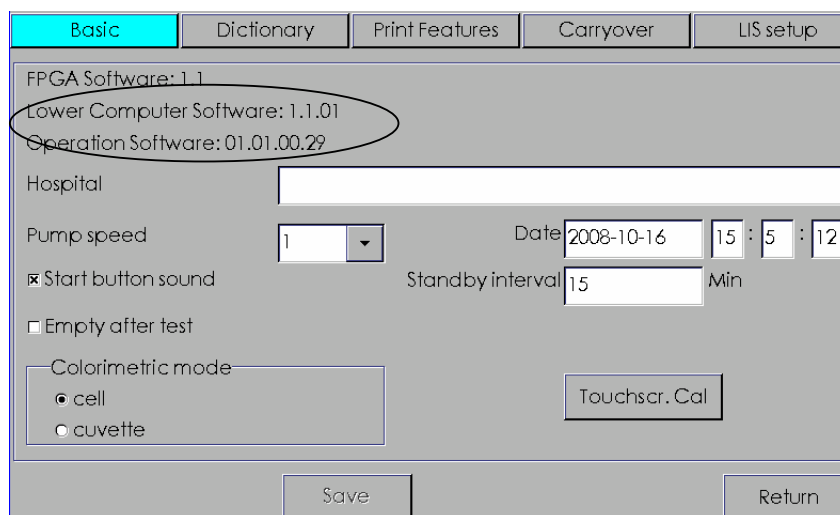 Basic Dictionary Print Features Carryover LIS setup
FPGA Software: 1.1
Lower Computer Software: 1.1.01
Operation Software: 01.01.00.29
Hospital
Pump speed 1 Date 2008-10-16 15 : 5 : 12
Start button sound Standby interval 15 Min
Empty after test
Colorimetric mode
cell Touchscr. Cal
cuvette
Save Return